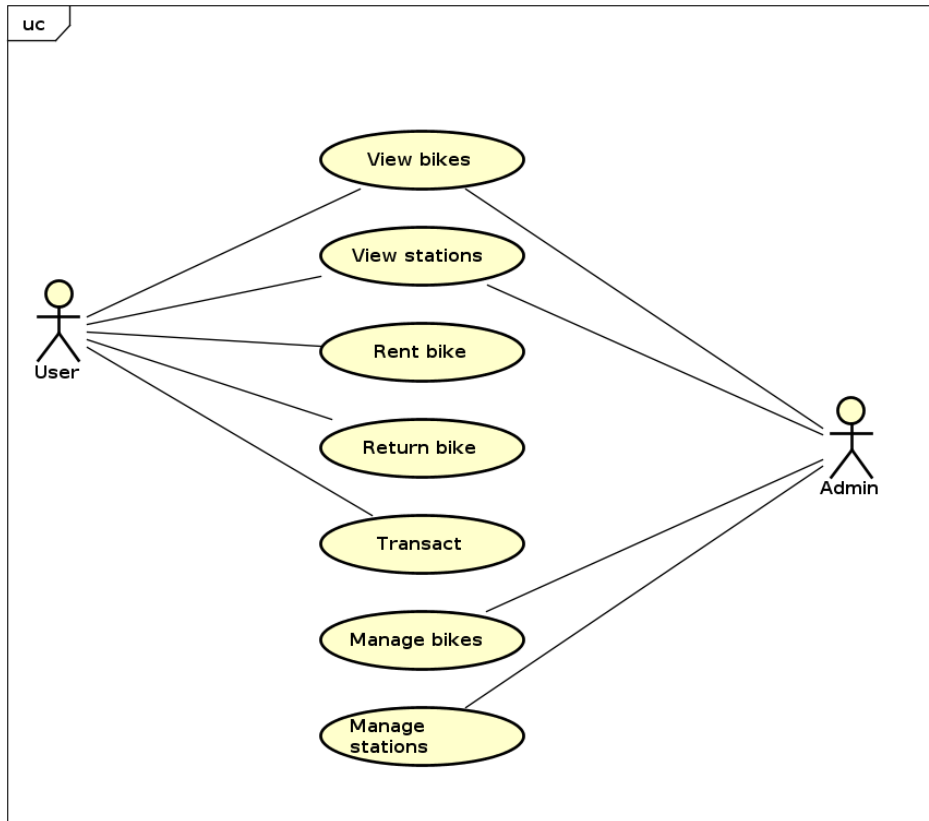 uc
View bikes
View stations
Rent bike
User
Return bike
Admin
Transact
Manage bikes
Manage
stations